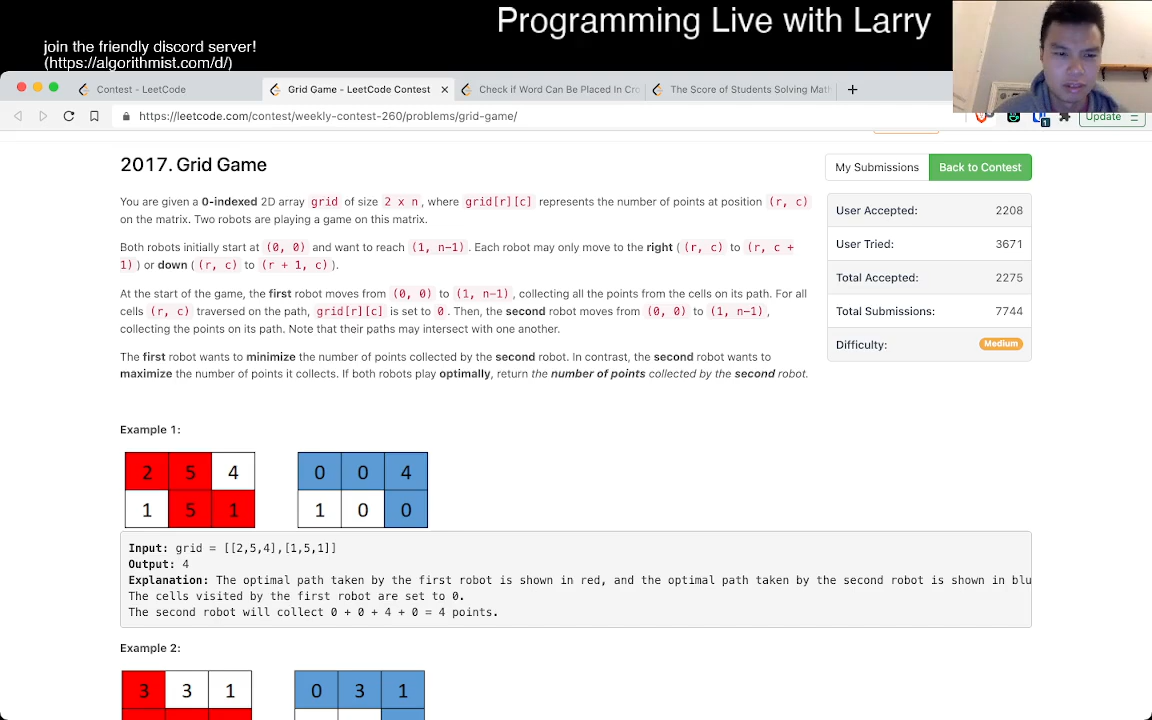 Programming Live with Larry
join the friendly discord server!
(https://algorithmist.com/d/)
Contest - LeetCode
Grid Game - LeetCode Contest
Check if Word Can Be Placed In Cro
The Score of Students Solving Mat
https://leetcode.com/contest/weekly-contest-260/problems/grid-game/
1
Update
2017. Grid Game
My Submissions
Back to Contest
You are given a 0-indexed 2D array grid of size 2 x n, where grid[r][c] represents the number of points at position (r, c)
on the matrix. Two robots are playing a game on this matrix.
Both robots initially start at (0, 0) and want to reach (1, n-1). Each robot may only move to the right ((r, c) to (r, c +
1)) or down ((r, c) to (r + 1, c)).
At the start of the game, the first robot moves from (0, 0) to (1, n-1), collecting all the points from the cells on its path. For all
cells (r, c) traversed on the path, grid[r][c] is set to 0. Then, the second robot moves from (0, 0) to (1, n-1),
collecting the points on its path. Note that their paths may intersect with one another.
The first robot wants to minimize the number of points collected by the second robot. In contrast, the second robot wants to
maximize the number of points it collects. If both robots play optimally, return the number of points collected by the second robot.
User Accepted: 2208
User Tried: 3671
Total Accepted: 2275
Total Submissions: 7744
Difficulty: Medium
Example 1:
2 5 4 0 0 4
1 5 1 1 0 0
Input: grid = [[2,5,4],[1,5,1]]
Output: 4
Explanation: The optimal path taken by the first robot is shown in red, and the optimal path taken by the second robot is shown in blu
The cells visited by the first robot are set to 0.
The second robot will collect 0 + 0 + 4 + 0 = 4 points.
Example 2:
3 3 1 0 3 1